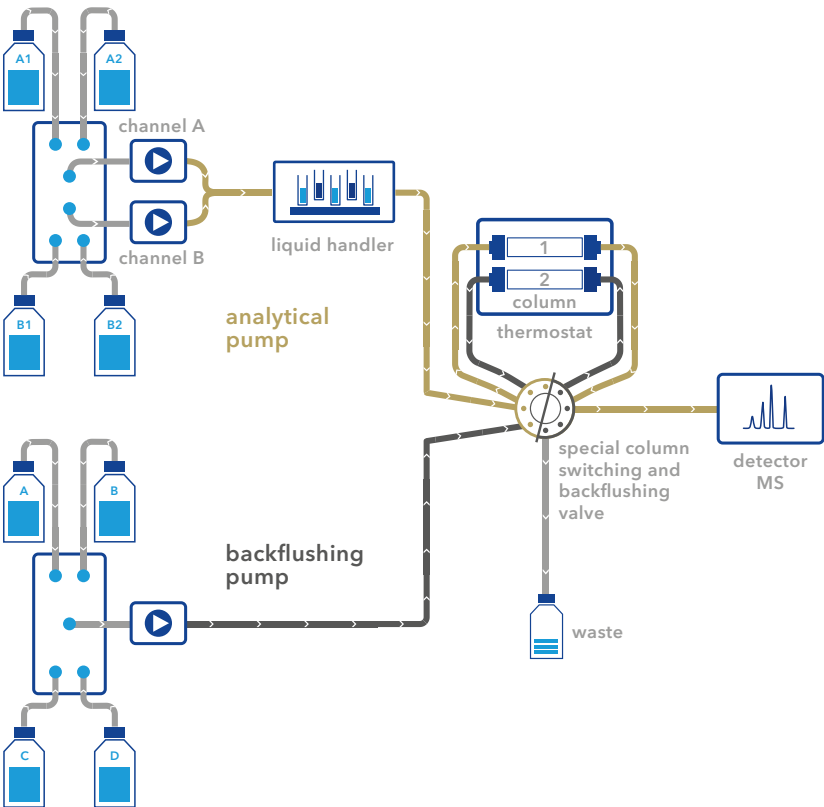 A1
A2
channel A
channel B
liquid handler
B1
B2
analytical
pump
1
2
column
thermostat
special column
switching and
backflushing
valve
detector
MS
A
B
backflushing
pump
waste
C
D